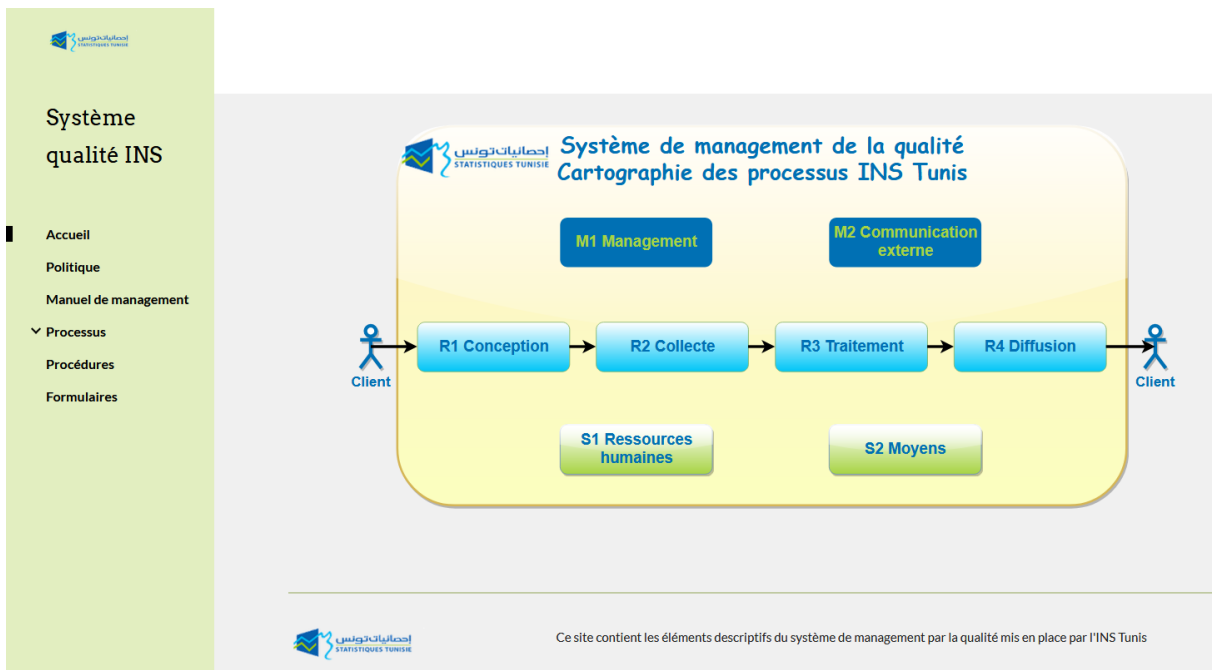 إحصائيات تونس
STATISTIQUES TUNISIE
Système
qualité INS
Accueil
Politique
Manuel de management
Processus
Procédures
Formulaires
إحصائيات تونس
STATISTIQUES TUNISIE
Système de management de la qualité
Cartographie des processus INS Tunis
M1 Management
M2 Communication
externe
Client
R1 Conception
R2 Collecte
R3 Traitement
R4 Diffusion
Client
S1 Ressources
humaines
S2 Moyens
إحصائيات تونس
STATISTIQUES TUNISIE
Ce site contient les éléments descriptifs du système de management par la qualité mis en place par l'INS Tunis